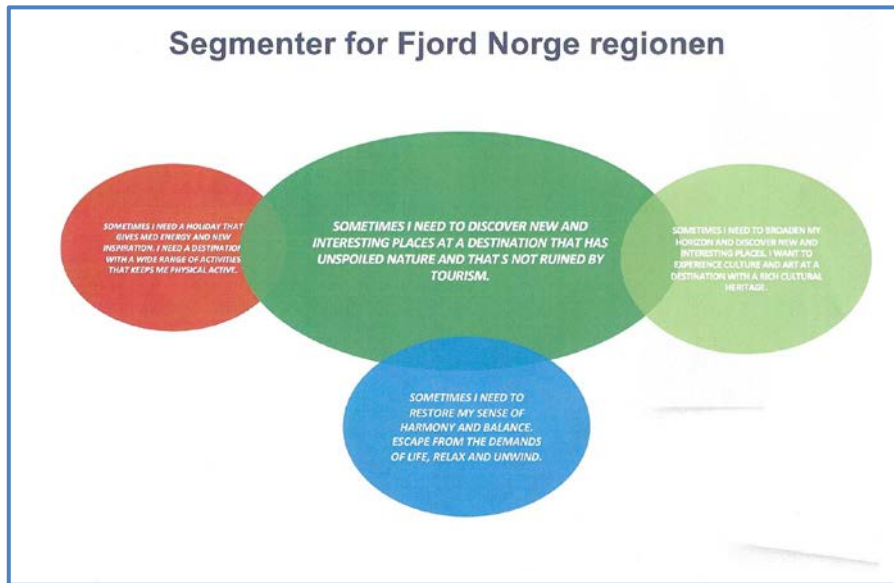 Segmenter for Fjord Norge regionen
SOMETIMES I NEED A HOLIDAY THAT
GIVES MED ENERGY AND NEW
INSPIRATION. I NEED A DESTINATION
WITH A WIDE RANGE OF ACTIVITIES
THAT KEEPS ME PHYSICAL ACTIVE.
SOMETIMES I NEED TO DISCOVER NEW AND
INTERESTING PLACES AT A DESTINATION THAT HAS
UNSPOILED NATURE AND THAT S NOT RUINED BY
TOURISM.
SOMETIMES I NEED TO BROADEN MY
HORIZON AND DISCOVER NEW AND
INTERESTING PLACES. I WANT TO
EXPERIENCE CULTURE AND ART AT A
DESTINATION WITH A RICH CULTURAL
HERITAGE.
SOMETIMES I NEED TO
RESTORE MY SENSE OF
HARMONY AND BALANCE.
ESCAPE FROM THE DEMANDS
OF LIFE, RELAX AND UNWIND.